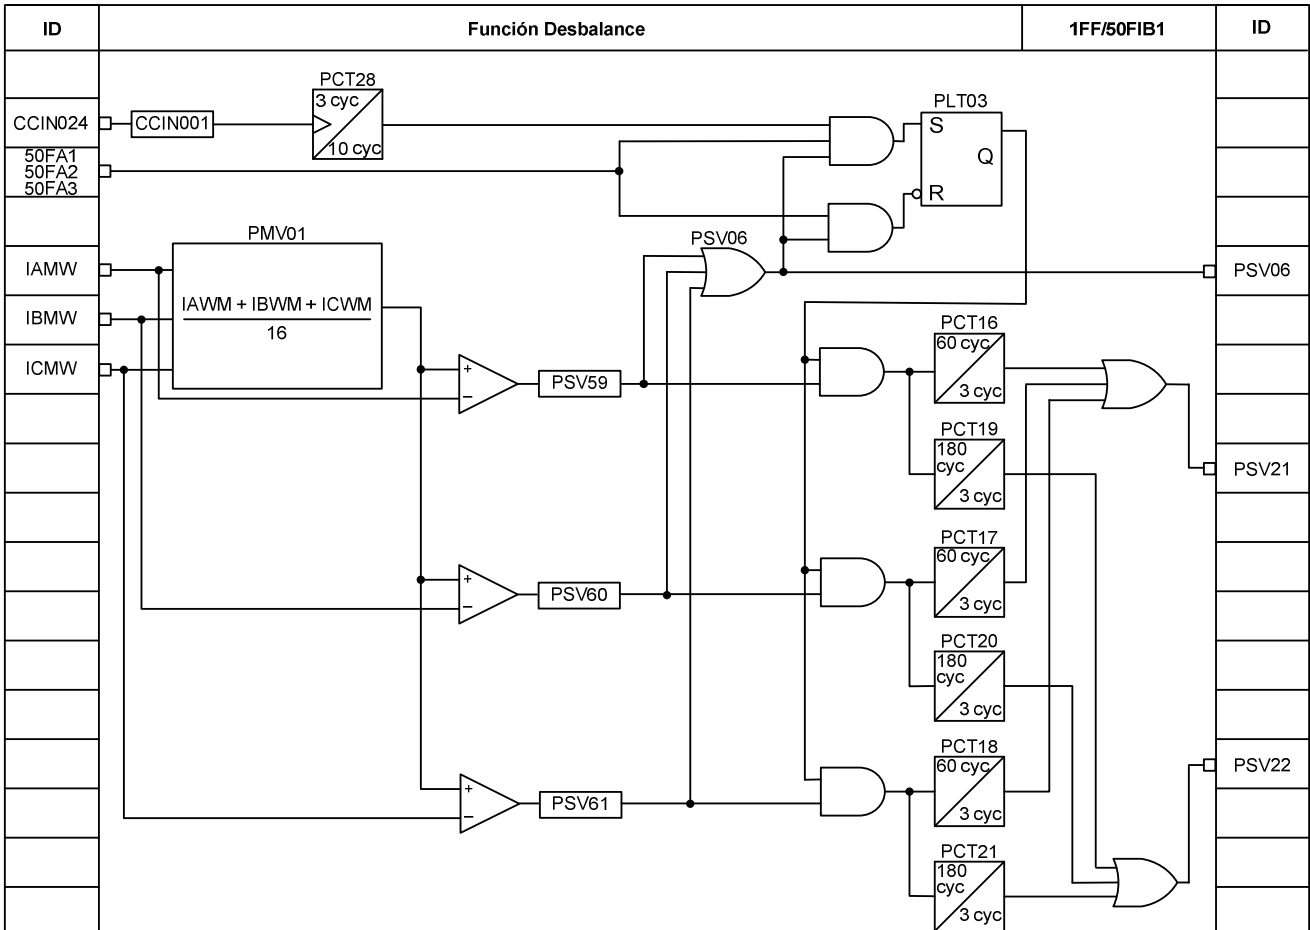 ID
Función Desbalance
1FF/50FIB1
ID
PCT28
3 cyc
10 cyc
CCIN024
CCIN001
PLT03
S
Q
R
50FA1
50FA2
50FA3
PMV01
IAWM + IBWM + ICWM
16
PSV06
IAMW
PSV06
IBMW
ICMW
+
−
PSV59
PCT16
60 cyc
3 cyc
PCT19
180
cyc
3 cyc
PSV21
PCT17
60 cyc
3 cyc
+
−
PSV60
PCT20
180
cyc
3 cyc
PCT18
60 cyc
3 cyc
PSV22
+
−
PSV61
PCT21
180
cyc
3 cyc